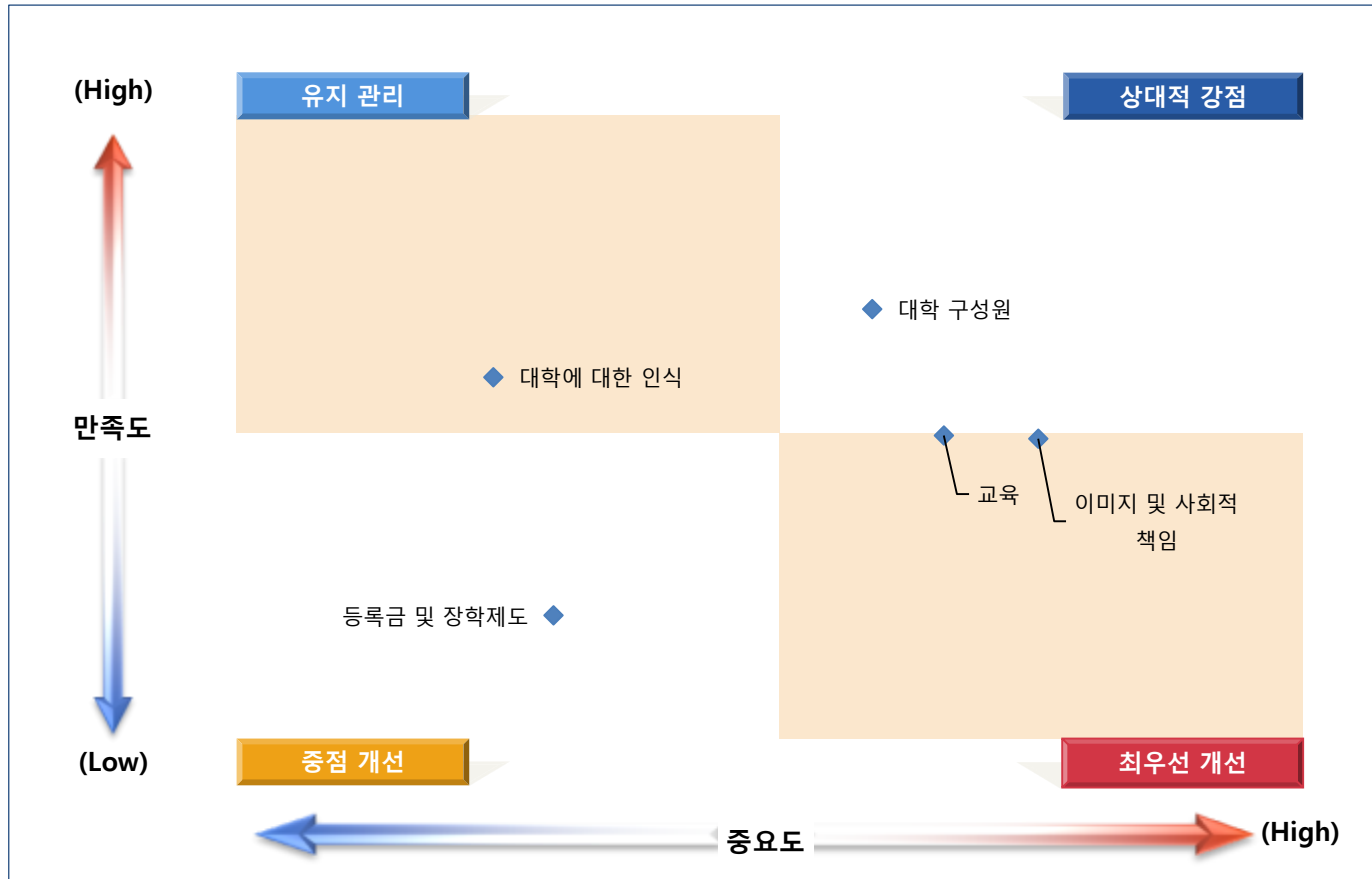 (High)
유지 관리
상대적 강점
대학 구성원
대학에 대한 인식
만족도
교육
이미지 및 사회적
책임
등록금 및 장학제도
(Low)
중점 개선
최우선 개선
중요도
(High)